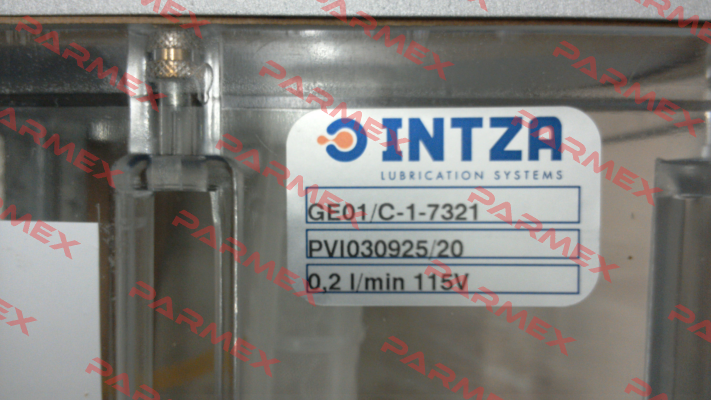 INTZA
LUBRICATION SYSTEMS
GE01/C-1-7321
PVI030925/20
0,2 l/min 115V
PARMEX